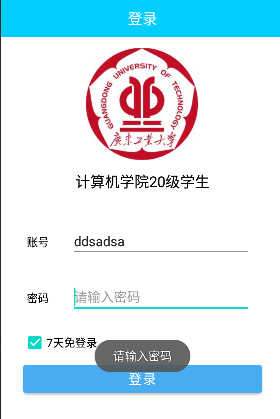 登录
GUANGDONG UNIVERSITY OF TECHNOLOGY
广东工业大学
计算机学院20级学生
账号
ddsadsa
密码
请输入密码
7天免登录
请输入密码
登录